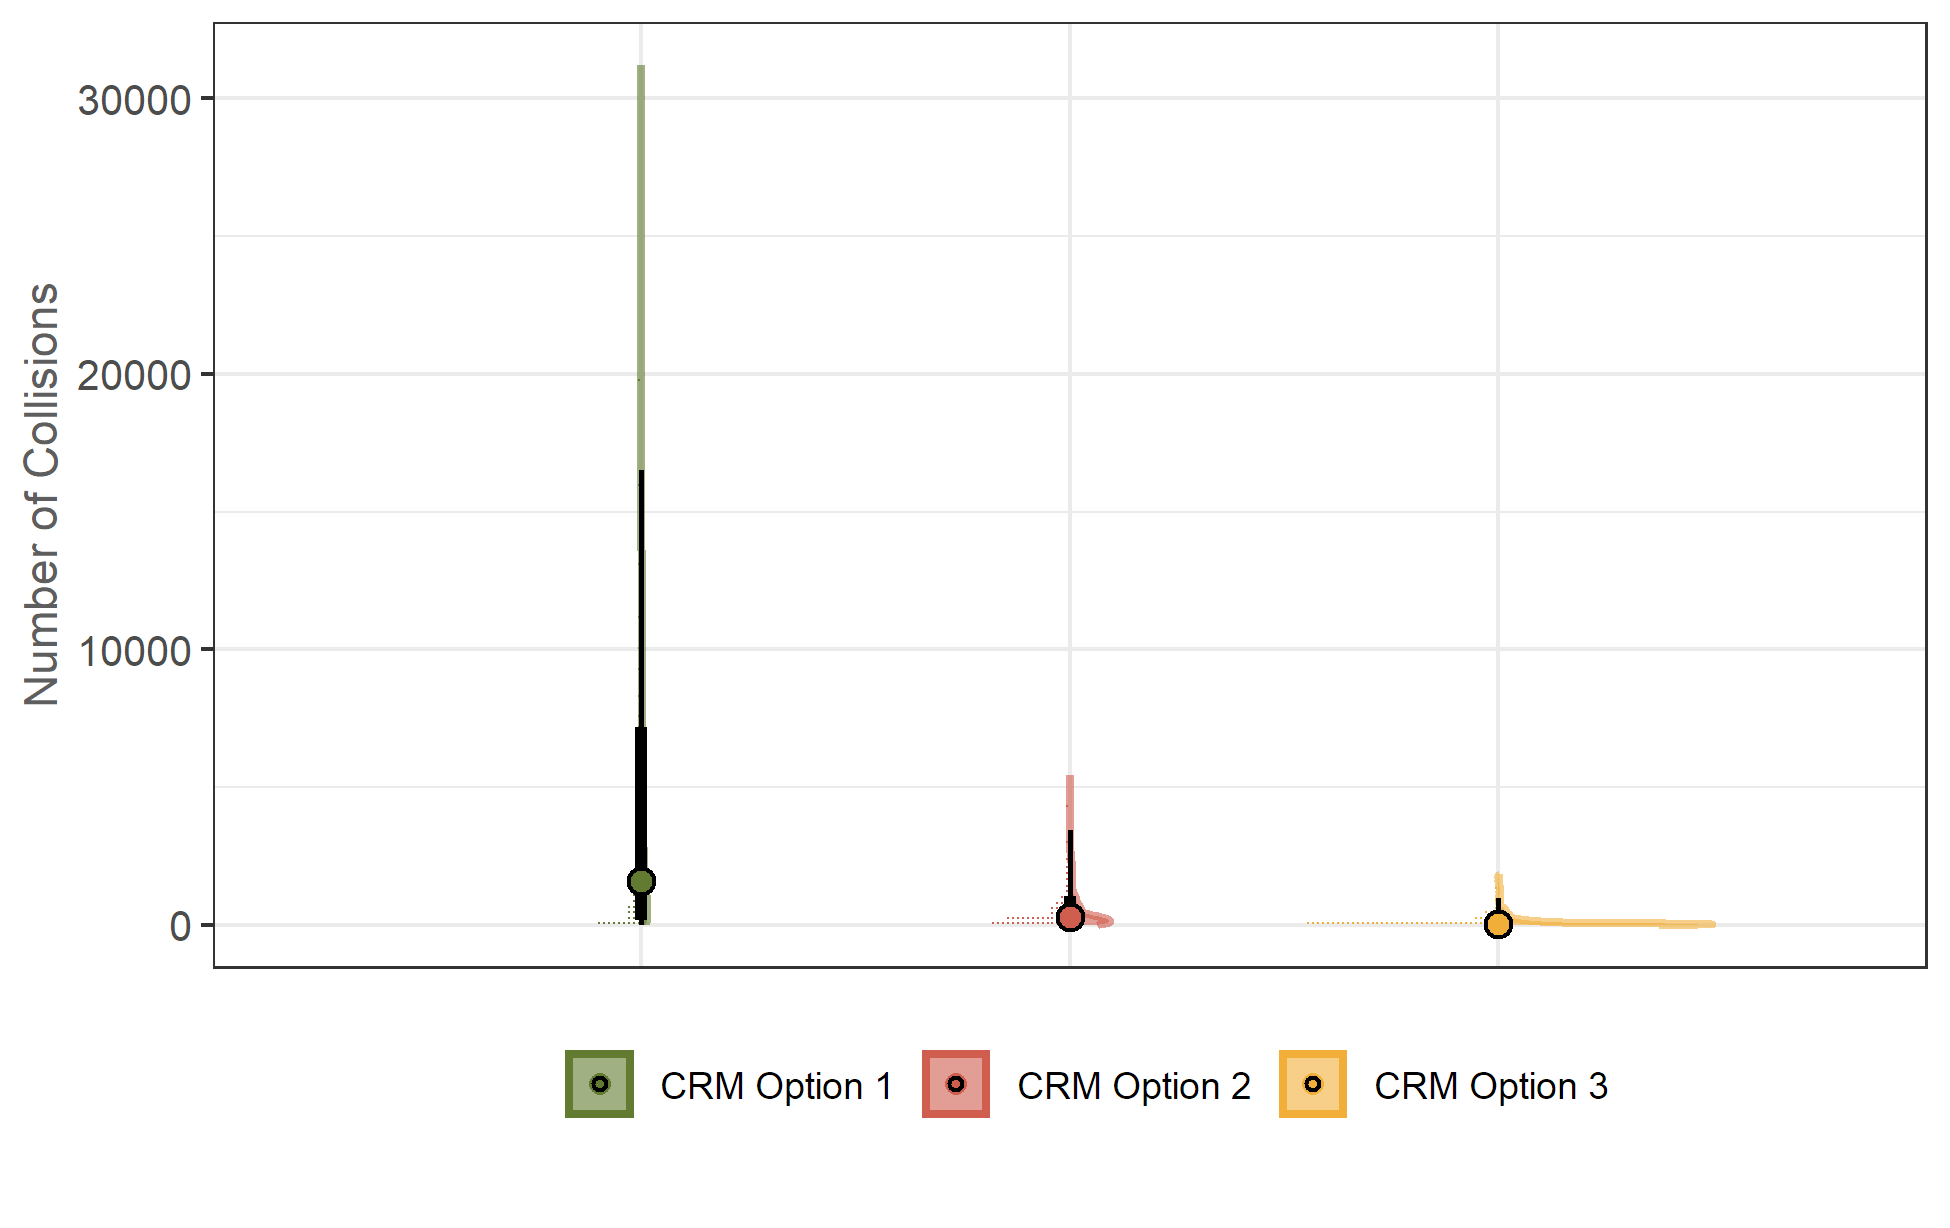 Number of Collisions
30000
20000
10000
0
CRM Option 1
CRM Option 2
CRM Option 3